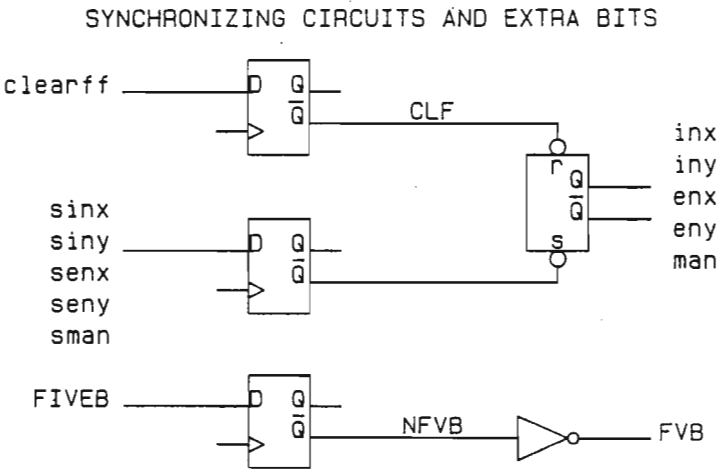 SYNCHRONIZING CIRCUITS AND EXTRA BITS
clearff
D Q
Q
CLF
r
Q
Q
s
inx
iny
enx
eny
man
sinx
siny
senx
seny
sman
D Q
Q
FIVEB
D Q
Q
NFVB
FVB